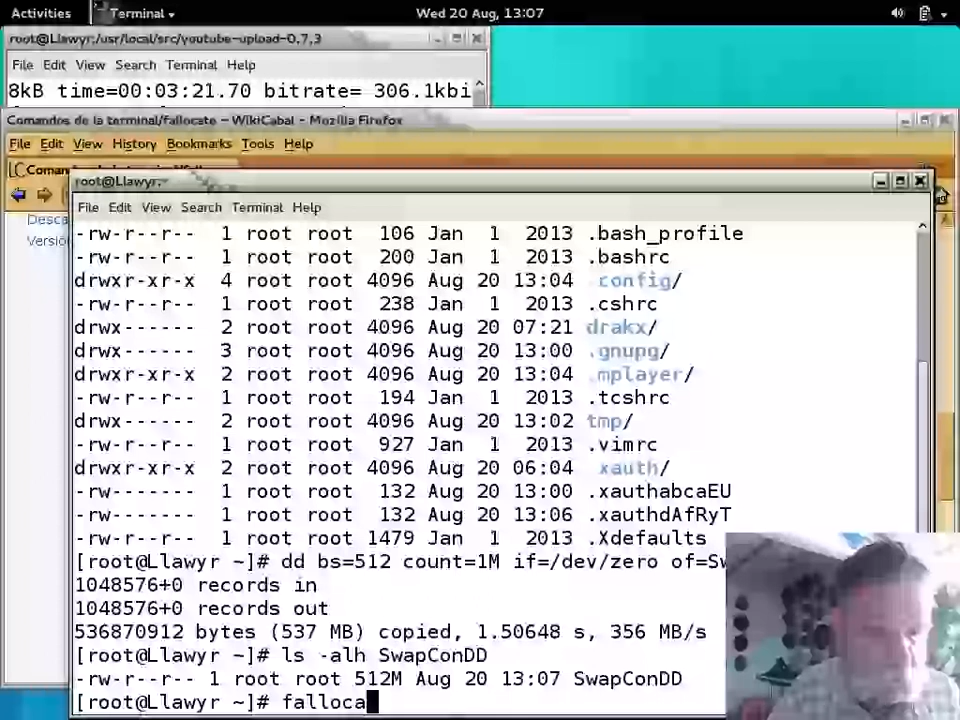 Activities Terminal Wed 20 Aug, 13:07
root@Llawyr:/usr/local/src/youtube-upload-0.7.3
File Edit View Search Terminal Help
8kB time=00:03:21.70 bitrate= 306.1kbi
Comandos de la terminal/fallocate - WikiCabal - Mozilla Firefox
File Edit View History Bookmarks Tools Help
root@Llawyr:~
File Edit View Search Terminal Help
Desca
Versió
-rw-r--r-- 1 root root 106 Jan 1 2013 .bash_profile
-rw-r--r-- 1 root root 200 Jan 1 2013 .bashrc
drwxr-xr-x 4 root root 4096 Aug 20 13:04 .config/
-rw-r--r-- 1 root root 238 Jan 1 2013 .cshrc
drwx------ 2 root root 4096 Aug 20 07:21 drakx/
drwx------ 3 root root 4096 Aug 20 13:00 .gnupg/
drwxr-xr-x 2 root root 4096 Aug 20 13:04 .mplayer/
-rw-r--r-- 1 root root 194 Jan 1 2013 .tcshrc
drwx------ 2 root root 4096 Aug 20 13:02 tmp/
-rw-r--r-- 1 root root 927 Jan 1 2013 .vimrc
drwxr-xr-x 2 root root 4096 Aug 20 06:04 .xauth/
-rw------- 1 root root 132 Aug 20 13:00 .xauthabcaEU
-rw------- 1 root root 132 Aug 20 13:06 .xauthdAfRyT
-rw-r--r-- 1 root root 1479 Jan 1 2013 .Xdefaults
[root@Llawyr ~]# dd bs=512 count=1M if=/dev/zero of=Sw
1048576+0 records in
1048576+0 records out
536870912 bytes (537 MB) copied, 1.50648 s, 356 MB/s
[root@Llawyr ~]# ls -alh SwapConDD
-rw-r--r-- 1 root root 512M Aug 20 13:07 SwapConDD
[root@Llawyr ~]# falloca